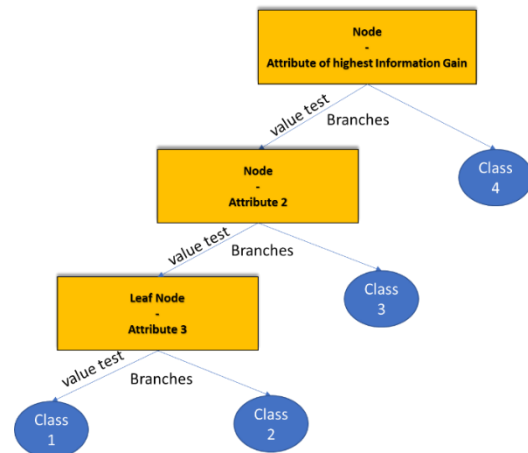 Node
-
Attribute of highest Information Gain
value test
Branches
Node
-
Attribute 2
Class
4
value test
Branches
Leaf Node
-
Attribute 3
Class
3
value test
Branches
Class
1
Class
2